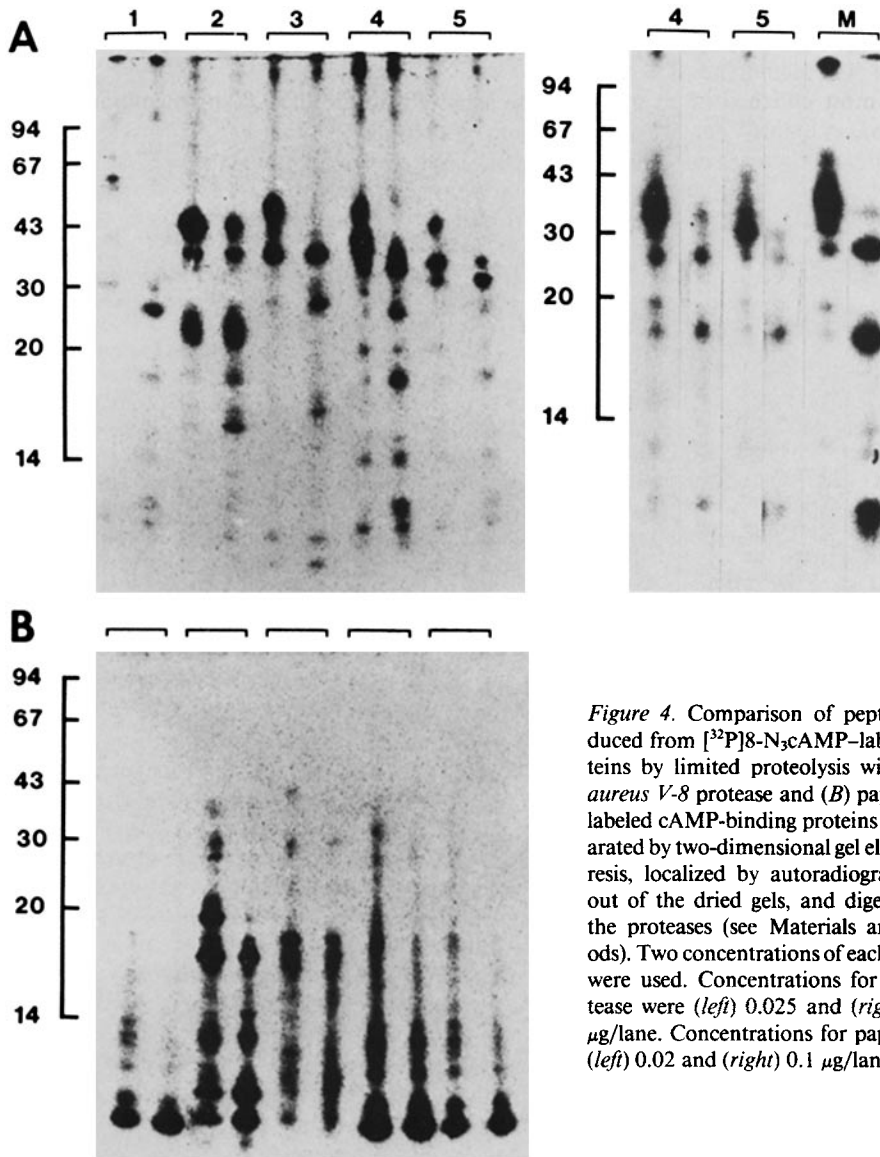 A
1 2 3 4 5
94
67
43
30
20
14
4 5 M
94
67
43
30
20
14
B
94
67
43
30
20
14
Figure 4. Comparison of pept
duced from [³²P]8-N₃cAMP–lab
teins by limited proteolysis wi
aureus V-8 protease and (B) pa
labeled cAMP-binding proteins
arated by two-dimensional gel el
resis, localized by autoradiogra
out of the dried gels, and dige
the proteases (see Materials a
ods). Two concentrations of each
were used. Concentrations for
tease were (left) 0.025 and (rig
μg/lane. Concentrations for pap
(left) 0.02 and (right) 0.1 μg/lan